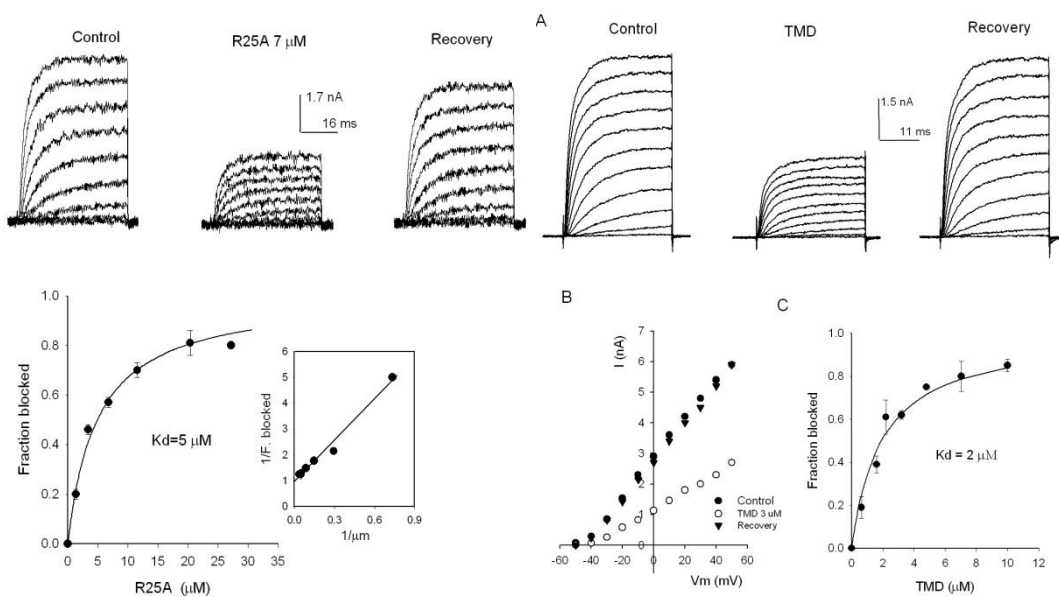 Control
R25A 7 μM
Recovery
1.7 nA
16 ms
A
Control
TMD
Recovery
1.5 nA
11 ms
Fraction blocked
1.0
0.8
0.6
0.4
0.2
0.0
Kd=5 μM
0 5 10 15 20 25 30 35
R25A (μM)
1/F. blocked
6
5
4
3
2
1
0
0.0 0.3 0.6 0.9
1/μm
B
I (nA)
7
6
5
4
3
2
1
0
Control
TMD 3 uM
Recovery
-60 -40 -20 0 20 40 60
Vm (mV)
C
Fraction blocked
1.0
0.8
0.6
0.4
0.2
0.0
Kd = 2 μM
0 2 4 6 8 10 12
TMD (μM)